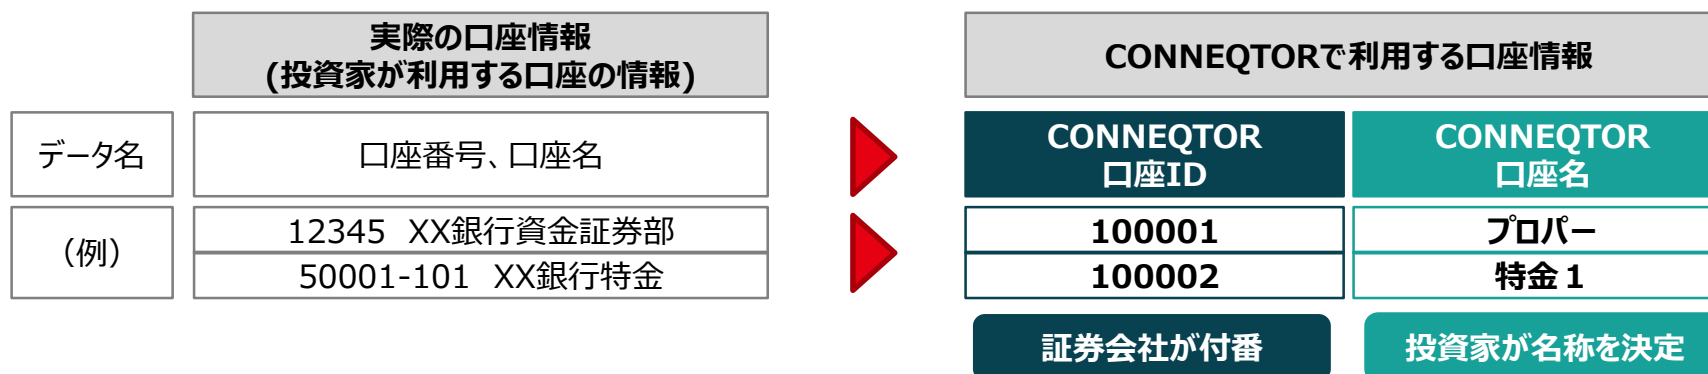 実際の口座情報
(投資家が利用する口座の情報)
CONNEQTORで利用する口座情報
データ名
口座番号、口座名
CONNEQTOR
口座ID
CONNEQTOR
口座名
（例）
12345 XX銀行資金証券部
100001
プロパー
50001-101 XX銀行特金
100002
特金１
証券会社が付番
投資家が名称を決定